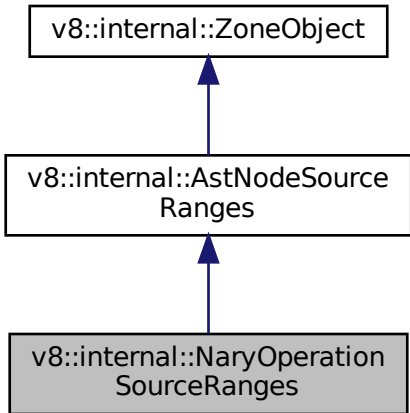 v8::internal::ZoneObject
v8::internal::AstNodeSource
Ranges
v8::internal::NaryOperation
SourceRanges